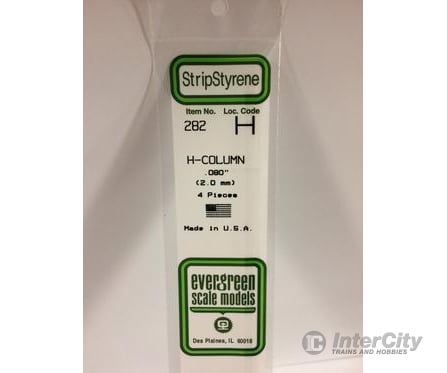 StripStyrene
Item No. Loc. Code
282 H
H-COLUMN
.080"
(2.0 mm)
4 Pieces
Made in U.S.A.
evergreen
scale models
Des Plaines, IL 60018
InterCity
TRAINS AND HOBBIES